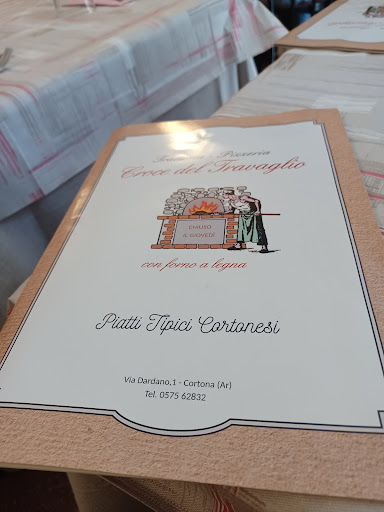 Pizzeria
Croce del Travaglio
CHIUSO
IL GIOVEDÌ
con forno a legna
Piatti Tipici Cortonesi
Via Dardano,1 - Cortona (Ar)
Tel. 0575 62832